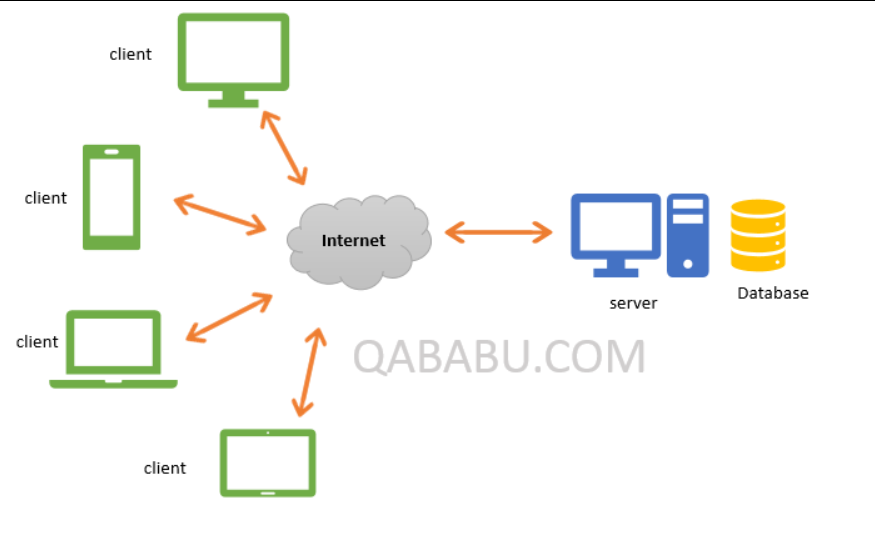 client
client
Internet
server
Database
client
QABABU.COM
client